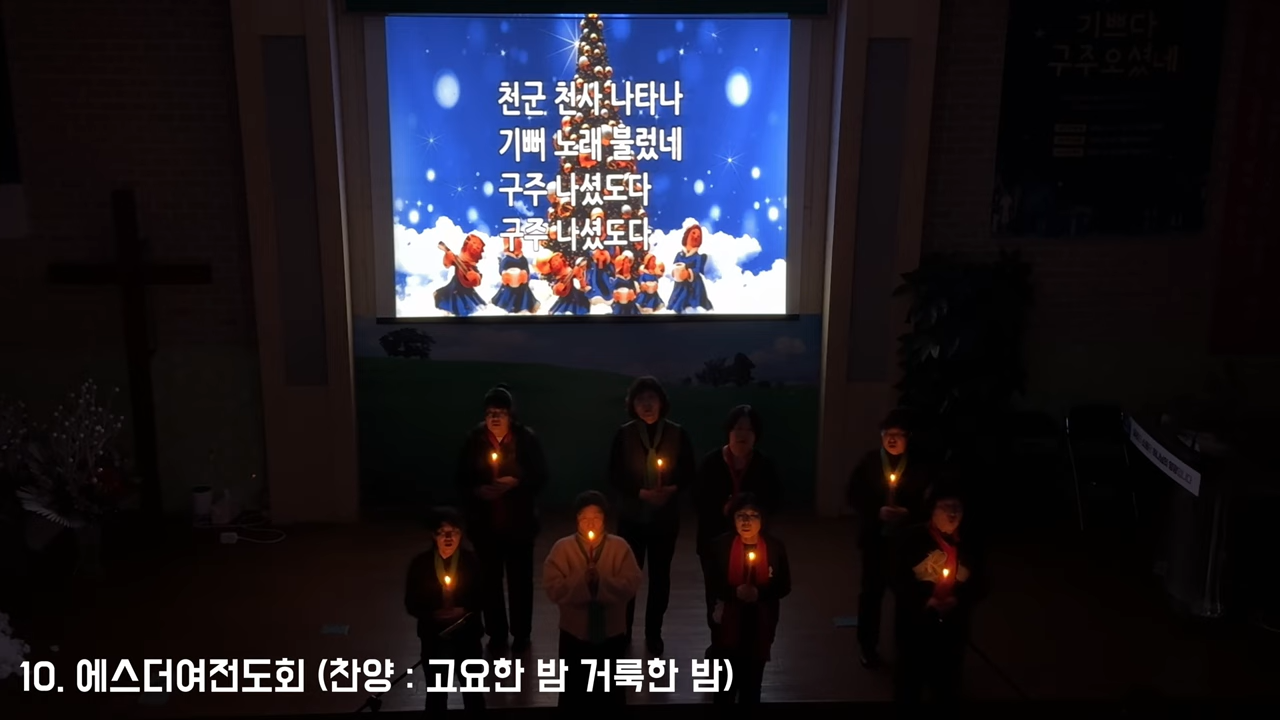 천군 천사 나타나
기뻐 노래 불렀네
구주 나셨도다
구주 나셨도다
기쁘다
구주오셨네
10. 에스더여전도회 (찬양 : 고요한 밤 거룩한 밤)